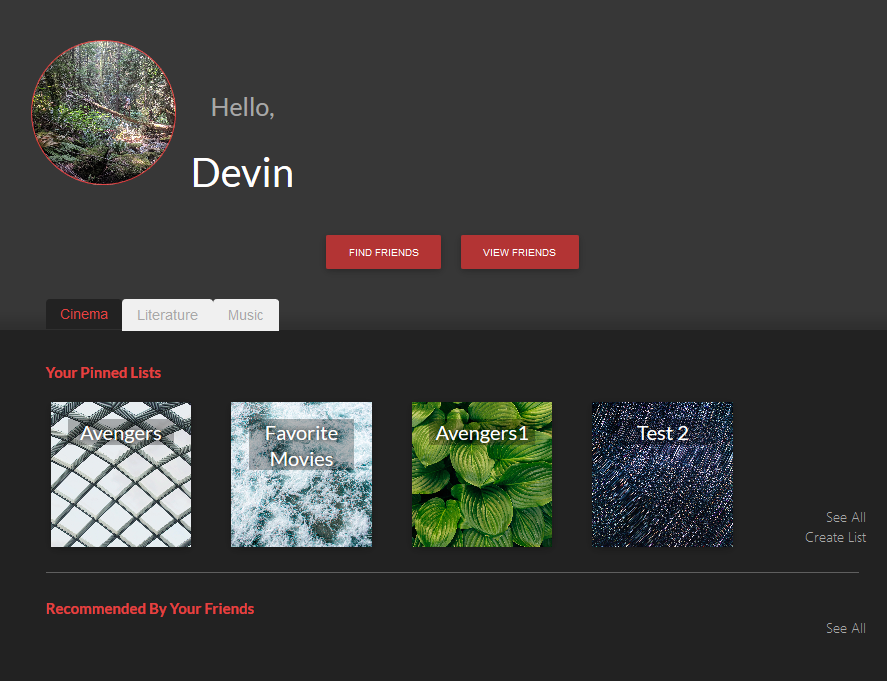 Hello,
Devin
FIND FRIENDS
VIEW FRIENDS
Cinema
Literature
Music
Your Pinned Lists
Avengers
Favorite
Movies
Avengers1
Test 2
See All
Create List
Recommended By Your Friends
See All